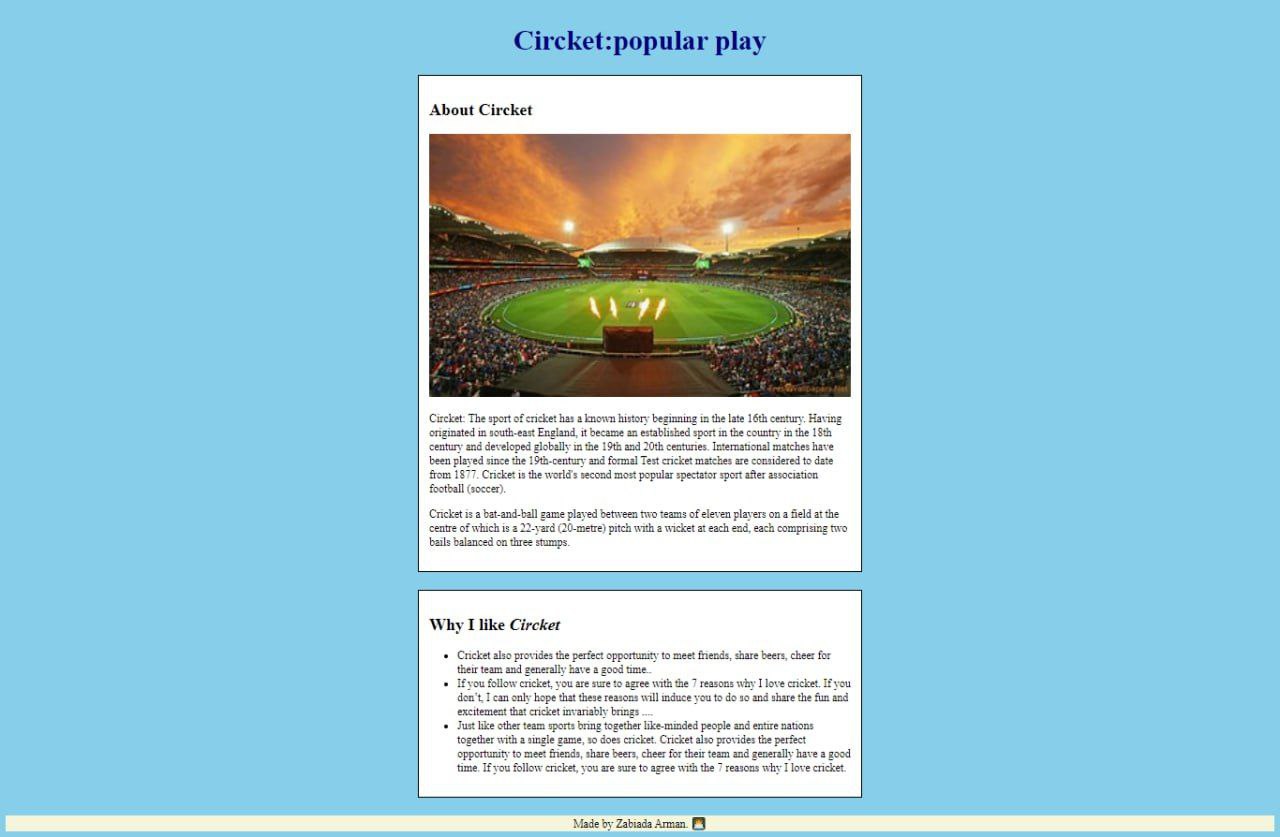 Circket:popular play
About Circket
FreeWallpapers.Net
Circket: The sport of cricket has a known history beginning in the late 16th century. Having
originated in south-east England, it became an established sport in the country in the 18th
century and developed globally in the 19th and 20th centuries. International matches have
been played since the 19th-century and formal Test cricket matches are considered to date
from 1877. Cricket is the world's second most popular spectator sport after association
football (soccer).
Cricket is a bat-and-ball game played between two teams of eleven players on a field at the
centre of which is a 22-yard (20-metre) pitch with a wicket at each end, each comprising two
bails balanced on three stumps.
Why I like Circket
• Cricket also provides the perfect opportunity to meet friends, share beers, cheer for
their team and generally have a good time..
• If you follow cricket, you are sure to agree with the 7 reasons why I love cricket. If you
don't, I can only hope that these reasons will induce you to do so and share the fun and
excitement that cricket invariably brings ....
• Just like other team sports bring together like-minded people and entire nations
together with a single game, so does cricket. Cricket also provides the perfect
opportunity to meet friends, share beers, cheer for their team and generally have a good
time. If you follow cricket, you are sure to agree with the 7 reasons why I love cricket.
Made by Zabiada Arman.